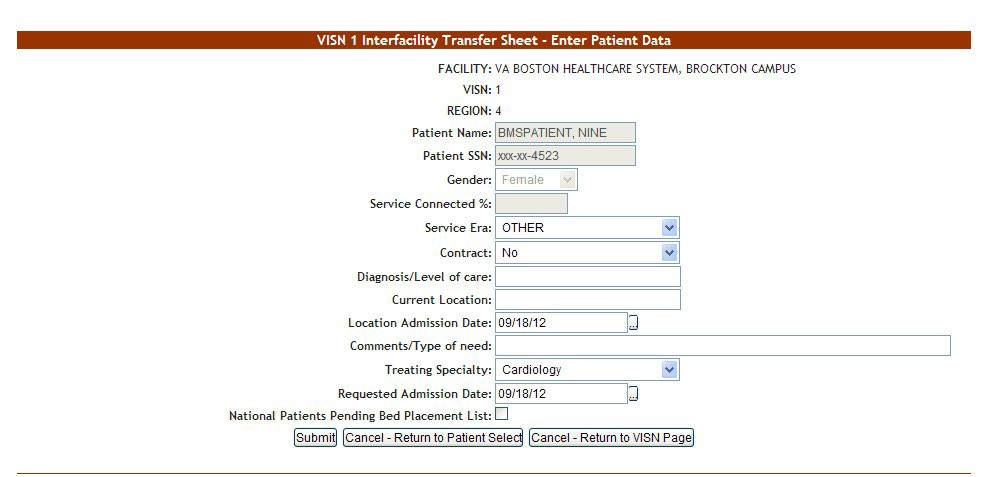 VISN 1 Interfacility Transfer Sheet - Enter Patient Data
FACILITY: VA BOSTON HEALTHCARE SYSTEM, BROCKTON CAMPUS
VISN: 1
REGION: 4
Patient Name: BMSPATIENT, NINE
Patient SSN: xxx-xx-4523
Gender: Female
Service Connected %:
Service Era: OTHER
Contract: No
Diagnosis/Level of care:
Current Location:
Location Admission Date: 09/18/12 ...
Comments/Type of need:
Treating Specialty: Cardiology
Requested Admission Date: 09/18/12 ...
National Patients Pending Bed Placement List:
Submit Cancel - Return to Patient Select Cancel - Return to VISN Page